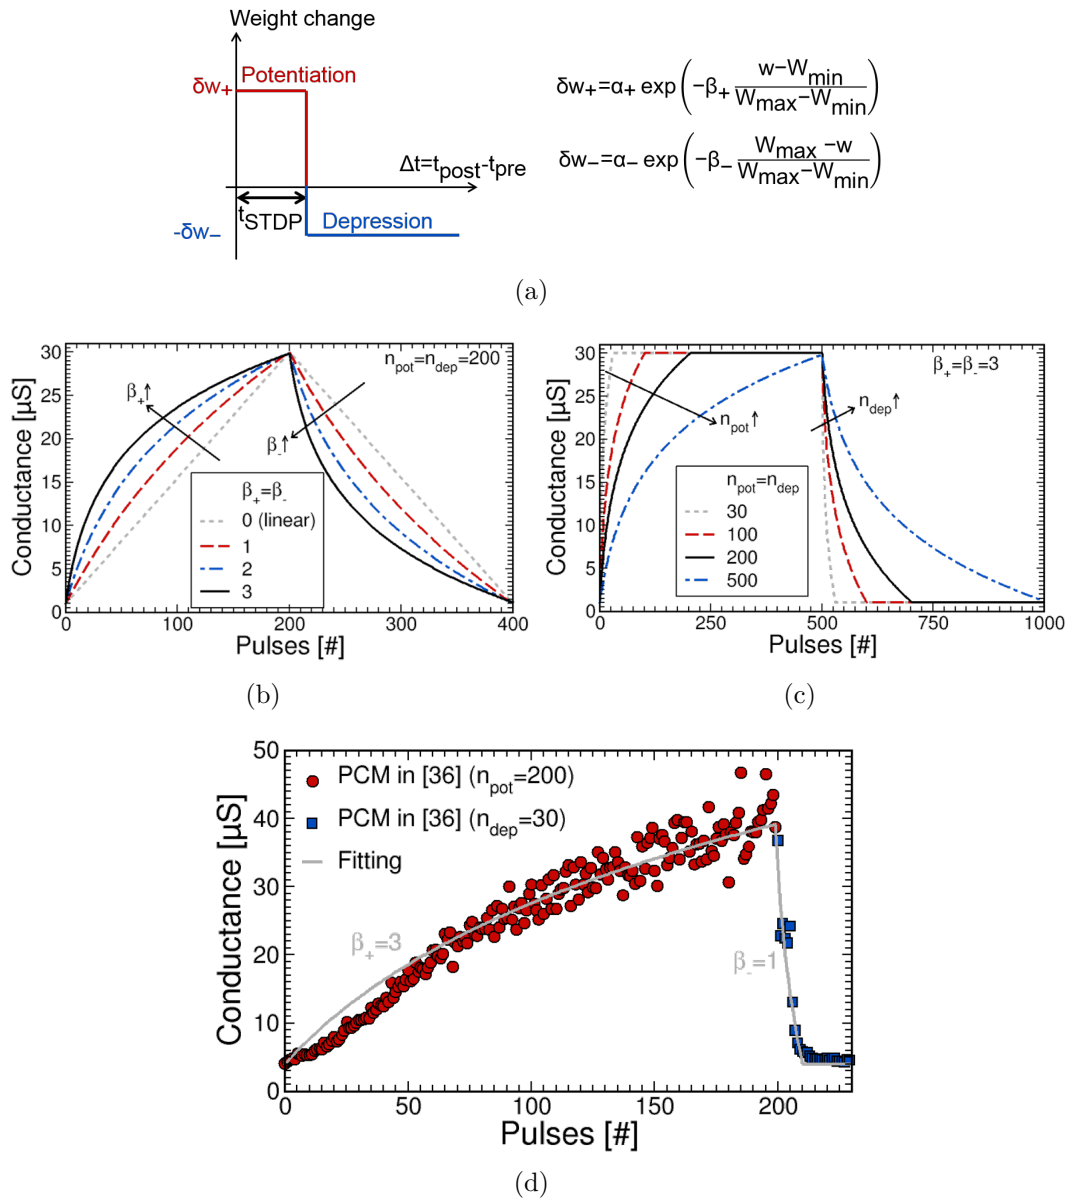 Weight change
δw+
Potentiation
Δt=tpost-tpre
tSTDP
-δw−
Depression
δw+=α+ exp(−β+ w−Wmin / Wmax−Wmin)
δw−=α− exp(−β− Wmax −w / Wmax−Wmin)
(a)
Conductance [µS]
30
25
20
15
10
5
0
npot=ndep=200
β+↑
β-↑
β+=β-
0 (linear)
1
2
3
0 100 200 300 400
Pulses [#]
(b)
Conductance [µS]
30
25
20
15
10
5
0
β+=β-=3
npot↑
ndep↑
npot=ndep
30
100
200
500
0 250 500 750 1000
Pulses [#]
(c)
Conductance [µS]
50
40
30
20
10
0
PCM in [36] (npot=200)
PCM in [36] (ndep=30)
Fitting
β+=3
β-=1
0 50 100 150 200
Pulses [#]
(d)